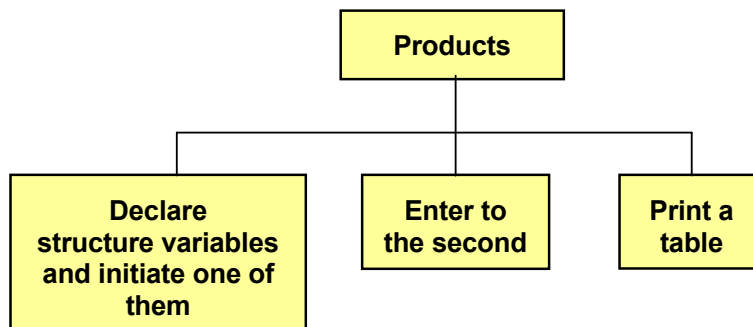 Products
Declare
structure variables
and initiate one of
them
Enter to
the second
Print a
table